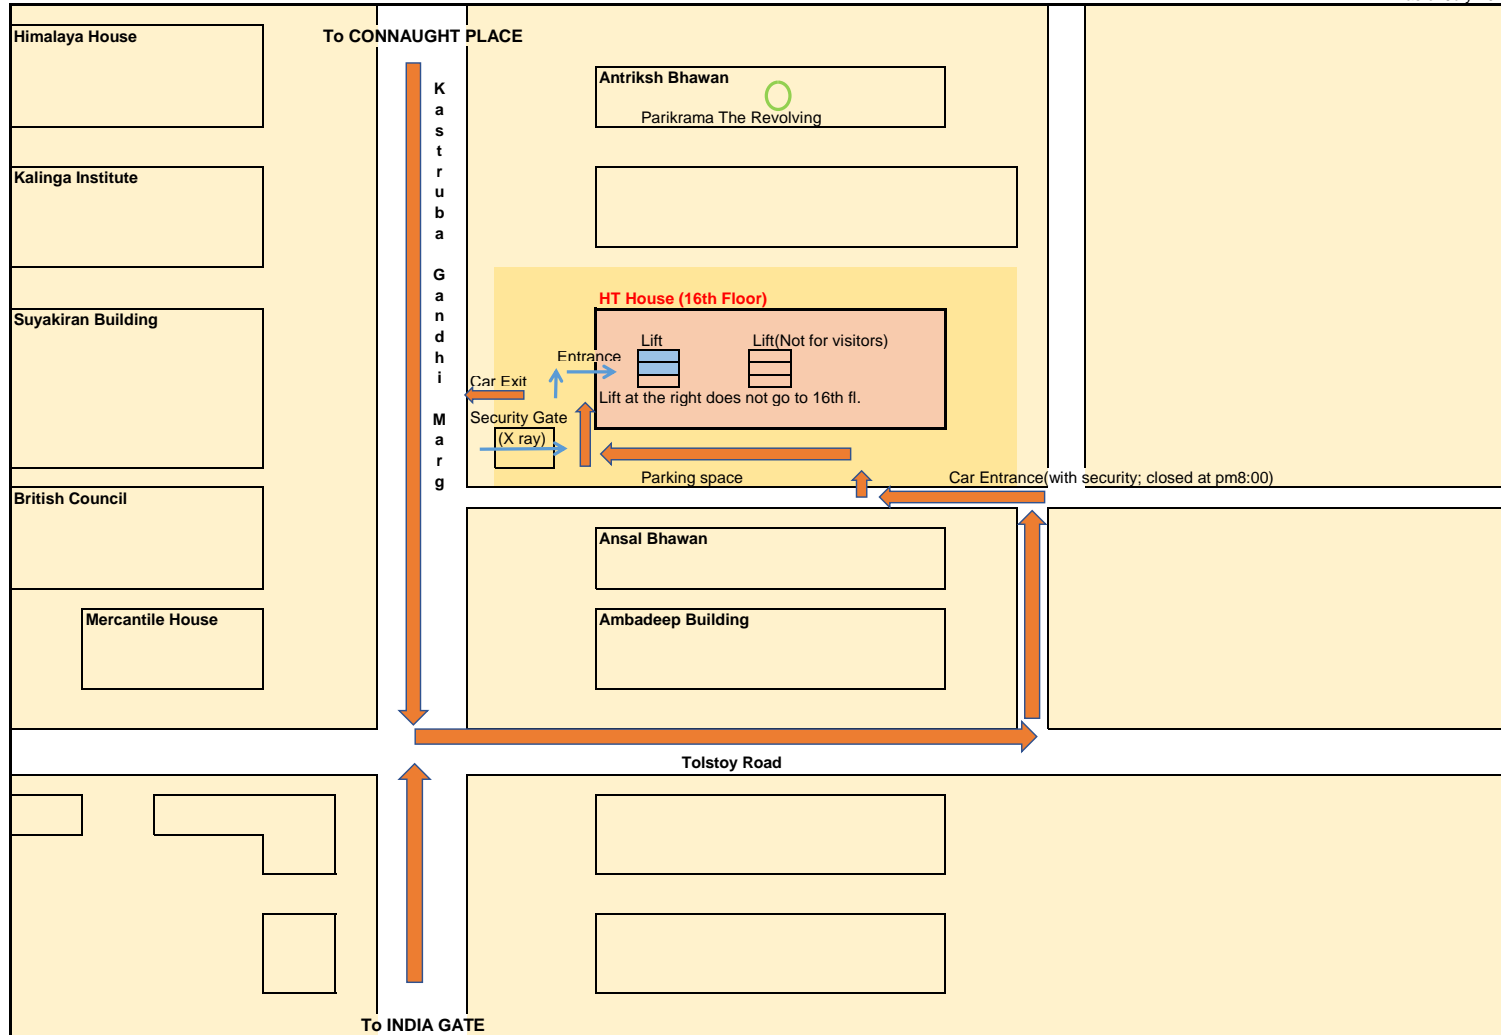 Himalaya House
To CONNAUGHT PLACE
Antriksh Bhawan
Parikrama The Revolving
Kastruba Gandhi Marg
Kalinga Institute
HT House (16th Floor)
Suyakiran Building
Lift
Lift(Not for visitors)
Entrance
Car Exit
Lift at the right does not go to 16th fl.
Security Gate
(X ray)
Parking space
Car Entrance(with security; closed at pm8:00)
British Council
Ansal Bhawan
Mercantile House
Ambadeep Building
Tolstoy Road
To INDIA GATE